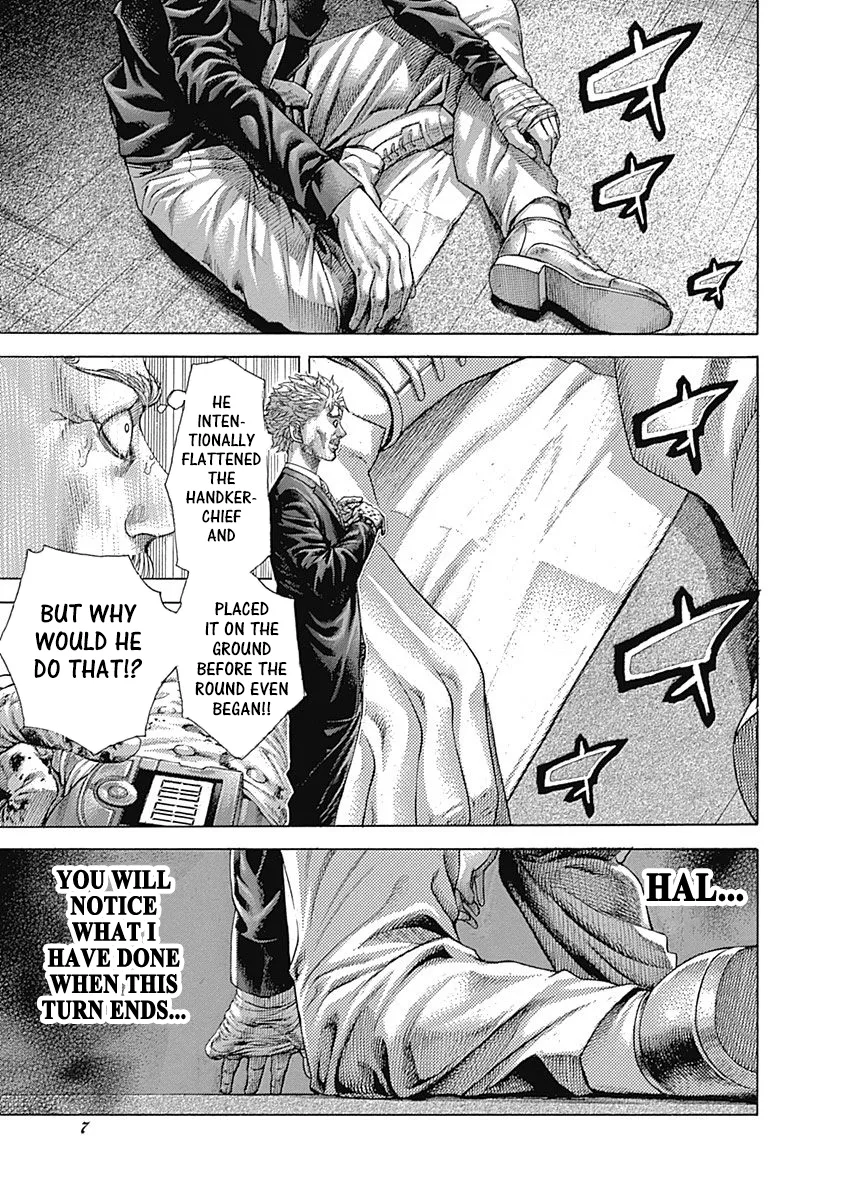 HE
INTEN-
TIONALLY
FLATTENED
THE
HANDKER-
CHIEF
AND
PLACED
IT ON THE
GROUND
BEFORE THE
ROUND EVEN
BEGAN!!
BUT WHY
WOULD HE
DO THAT!?
HAL...
YOU WILL
NOTICE
WHAT I
HAVE DONE
WHEN THIS
TURN ENDS...
7